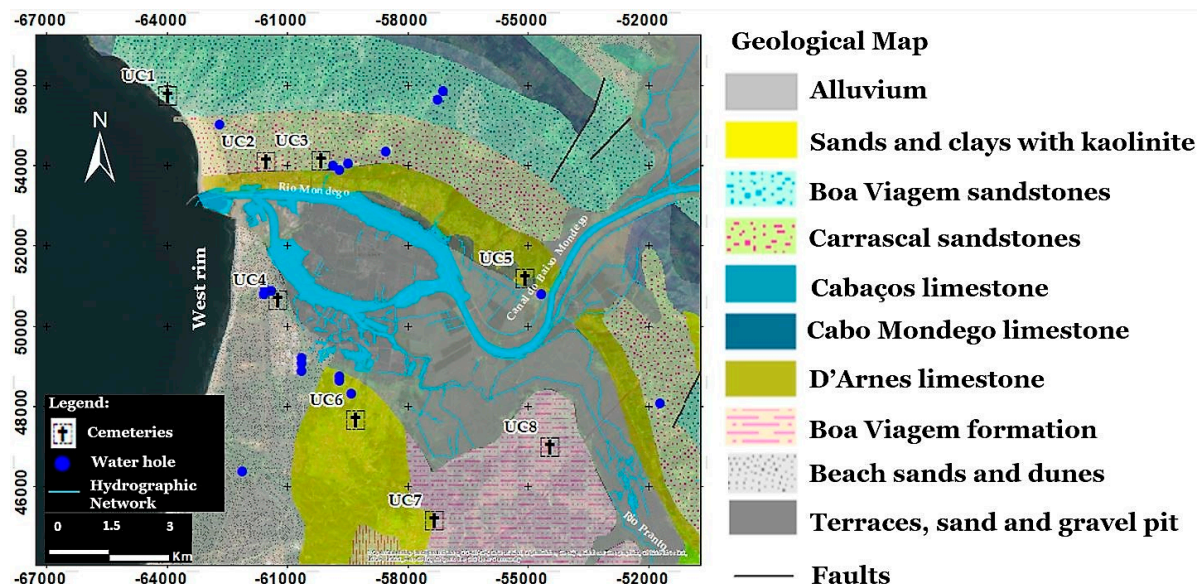 -67000 -64000 -61000 -58000 -55000 -52000
56000
54000
52000
50000
48000
46000
UC1
N
UC2
UC3
Rio Mondego
West rim
UC4
UC5
Canal do Baixo Mondego
UC6
UC8
UC7
Rio Pranto
Legend:
Cemeteries
Water hole
Hydrographic
Network
0 1.5 3
Km
-67000 -64000 -61000 -58000 -55000 -52000
Geological Map
Alluvium
Sands and clays with kaolinite
Boa Viagem sandstones
Carrascal sandstones
Cabaços limestone
Cabo Mondego limestone
D'Arnes limestone
Boa Viagem formation
Beach sands and dunes
Terraces, sand and gravel pit
Faults